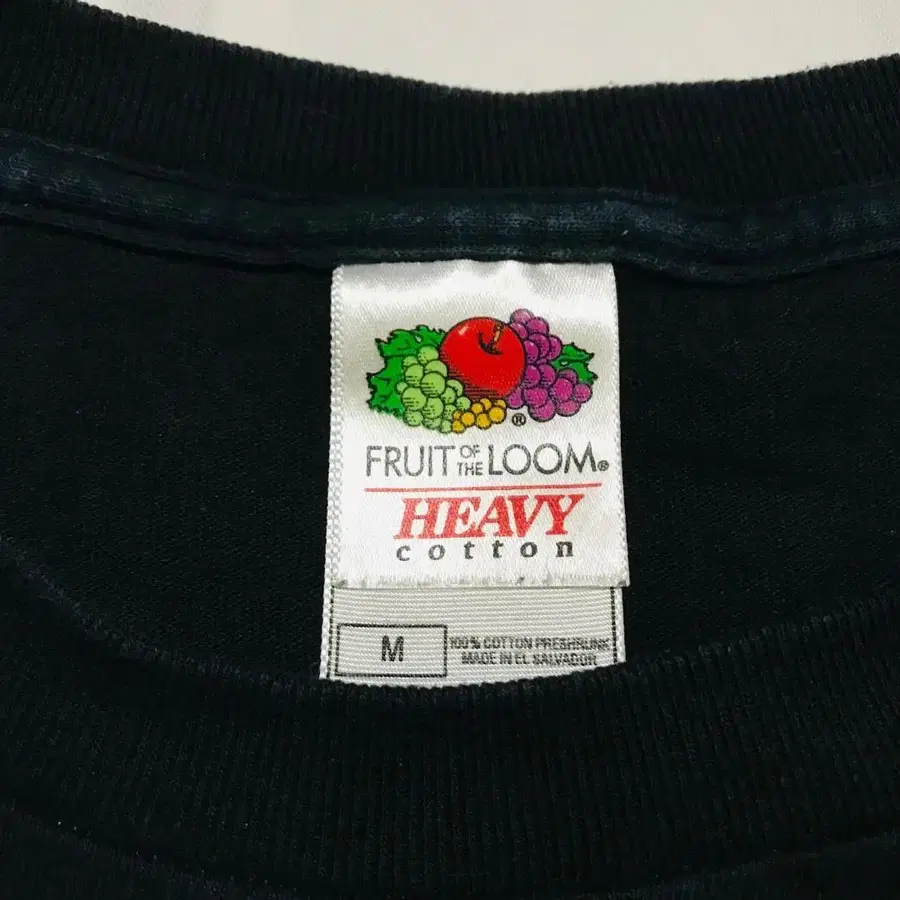 ®
FRUIT OF THE LOOM®
HEAVY
cotton
M
100% COTTON PRESHRUNK
MADE IN EL SALVADOR